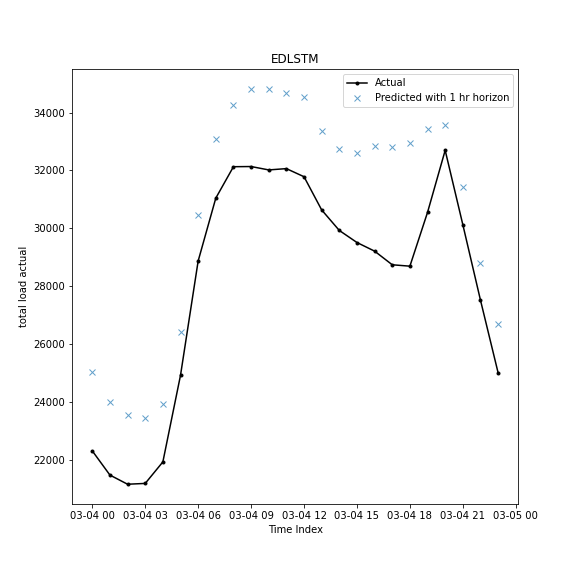 EDLSTM
Actual
Predicted with 1 hr horizon
34000
32000
30000
28000
26000
24000
22000
total load actual
03-04 00 03-04 03 03-04 06 03-04 09 03-04 12 03-04 15 03-04 18 03-04 21 03-05 00
Time Index